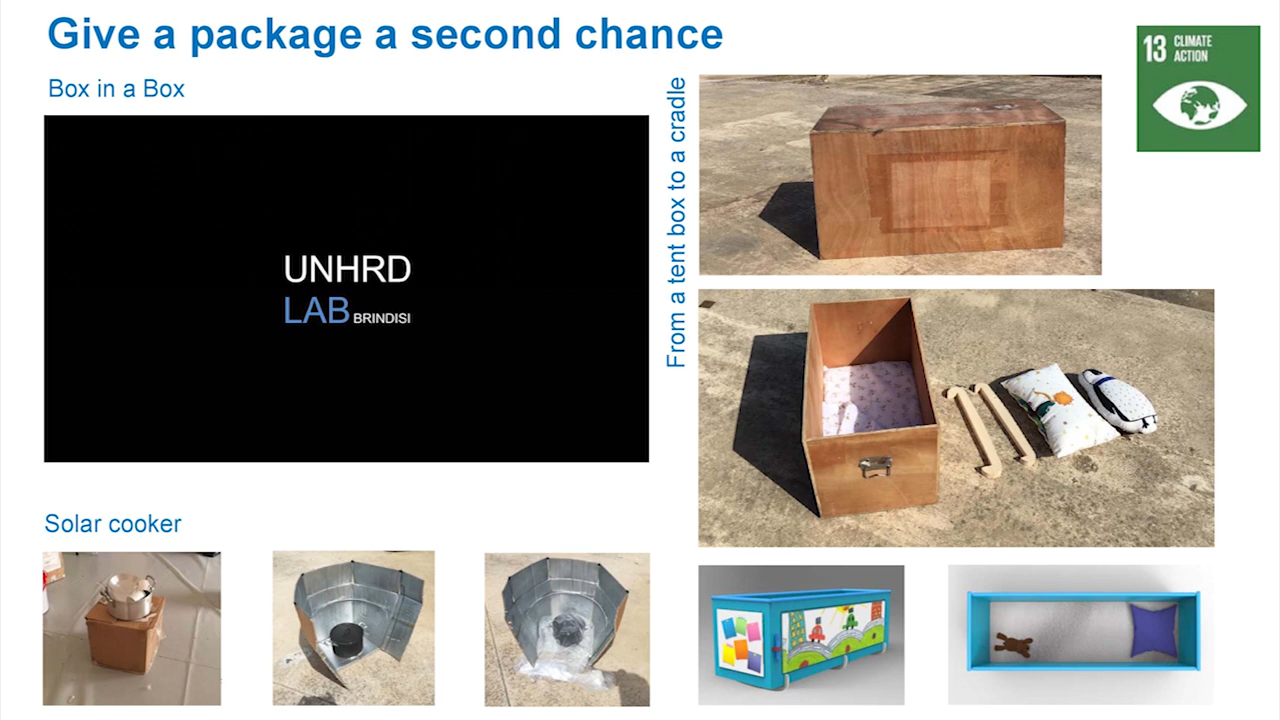 Give a package a second chance
Box in a Box
UNHRD
LAB BRINDISI
From a tent box to a cradle
13 CLIMATE
ACTION
Solar cooker